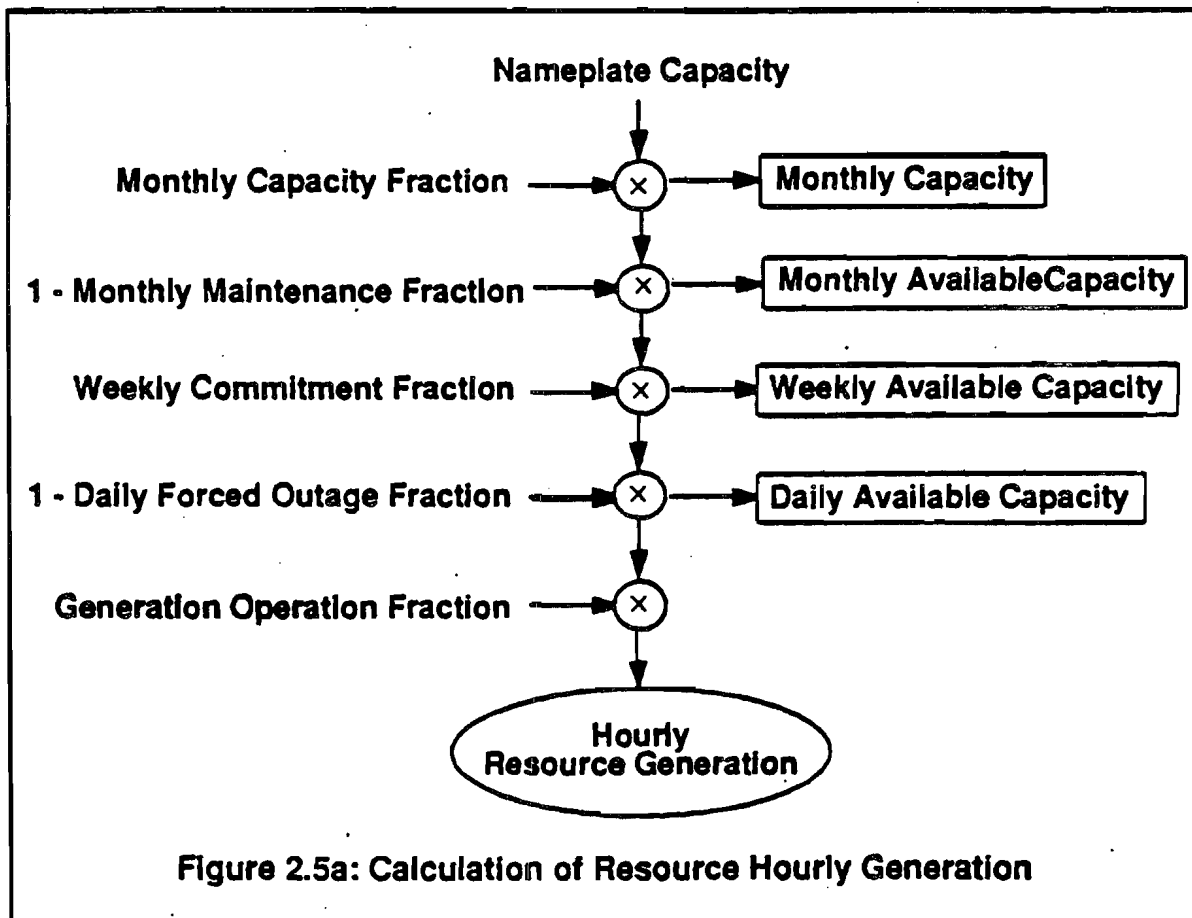 Nameplate Capacity
Monthly Capacity Fraction
×
Monthly Capacity
1 - Monthly Maintenance Fraction
×
Monthly AvailableCapacity
Weekly Commitment Fraction
×
Weekly Available Capacity
1 - Daily Forced Outage Fraction
×
Daily Available Capacity
Generation Operation Fraction
×
Hourly
Resource Generation
Figure 2.5a: Calculation of Resource Hourly Generation